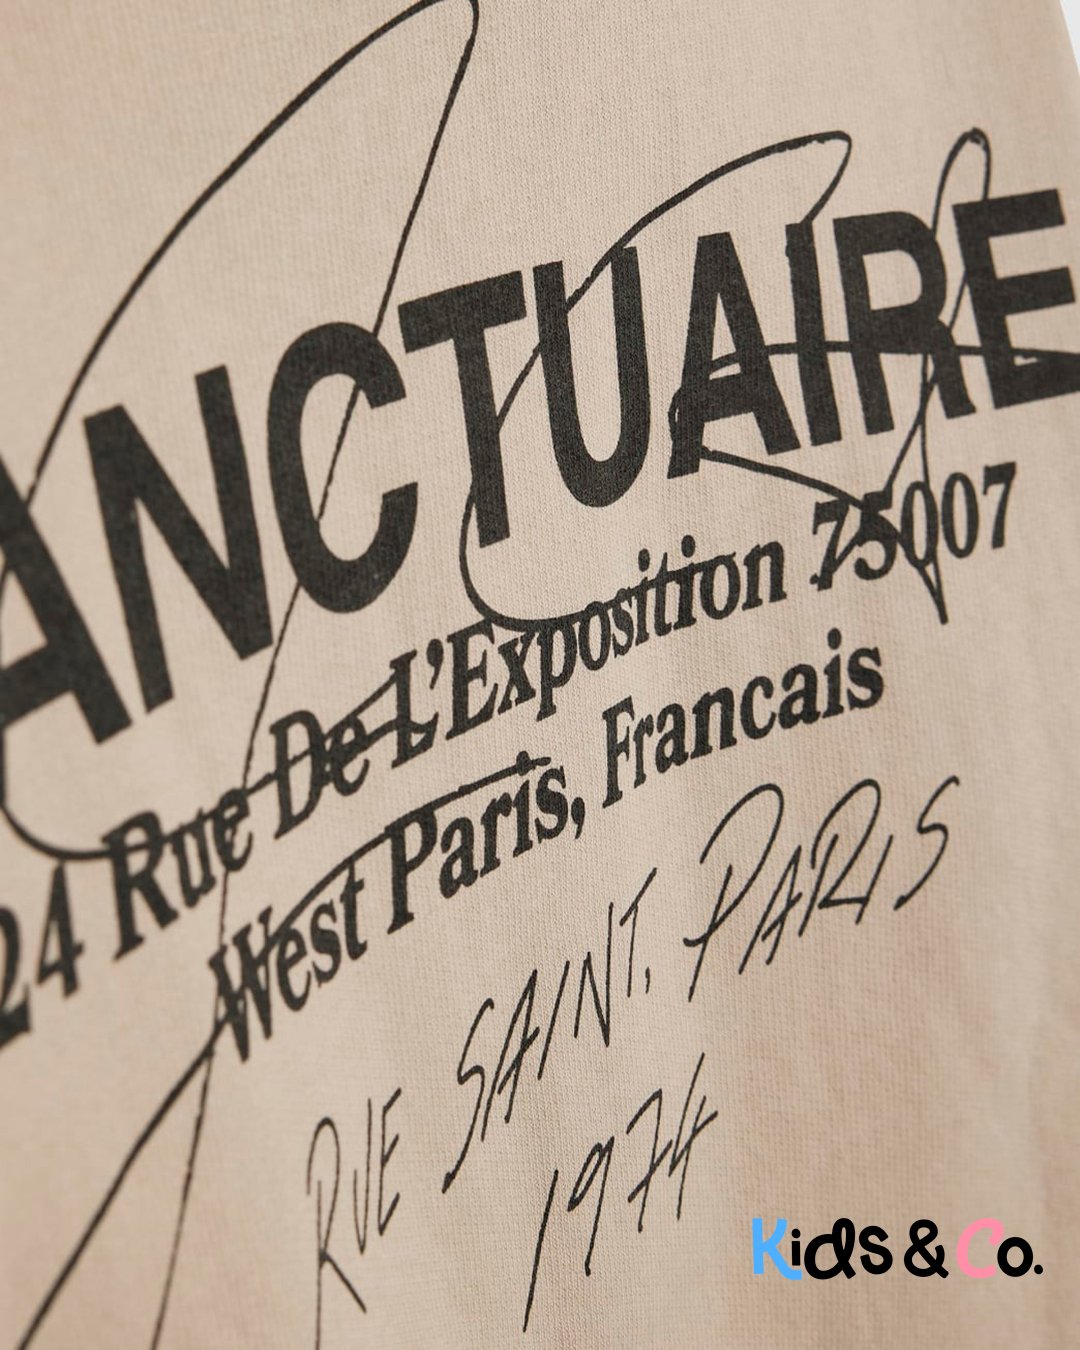 ANCTUAIRE
24 Rue De L'Exposition 75007
West Paris, Francais
RUE SAINT, PARIS
1974
Kids & Co.